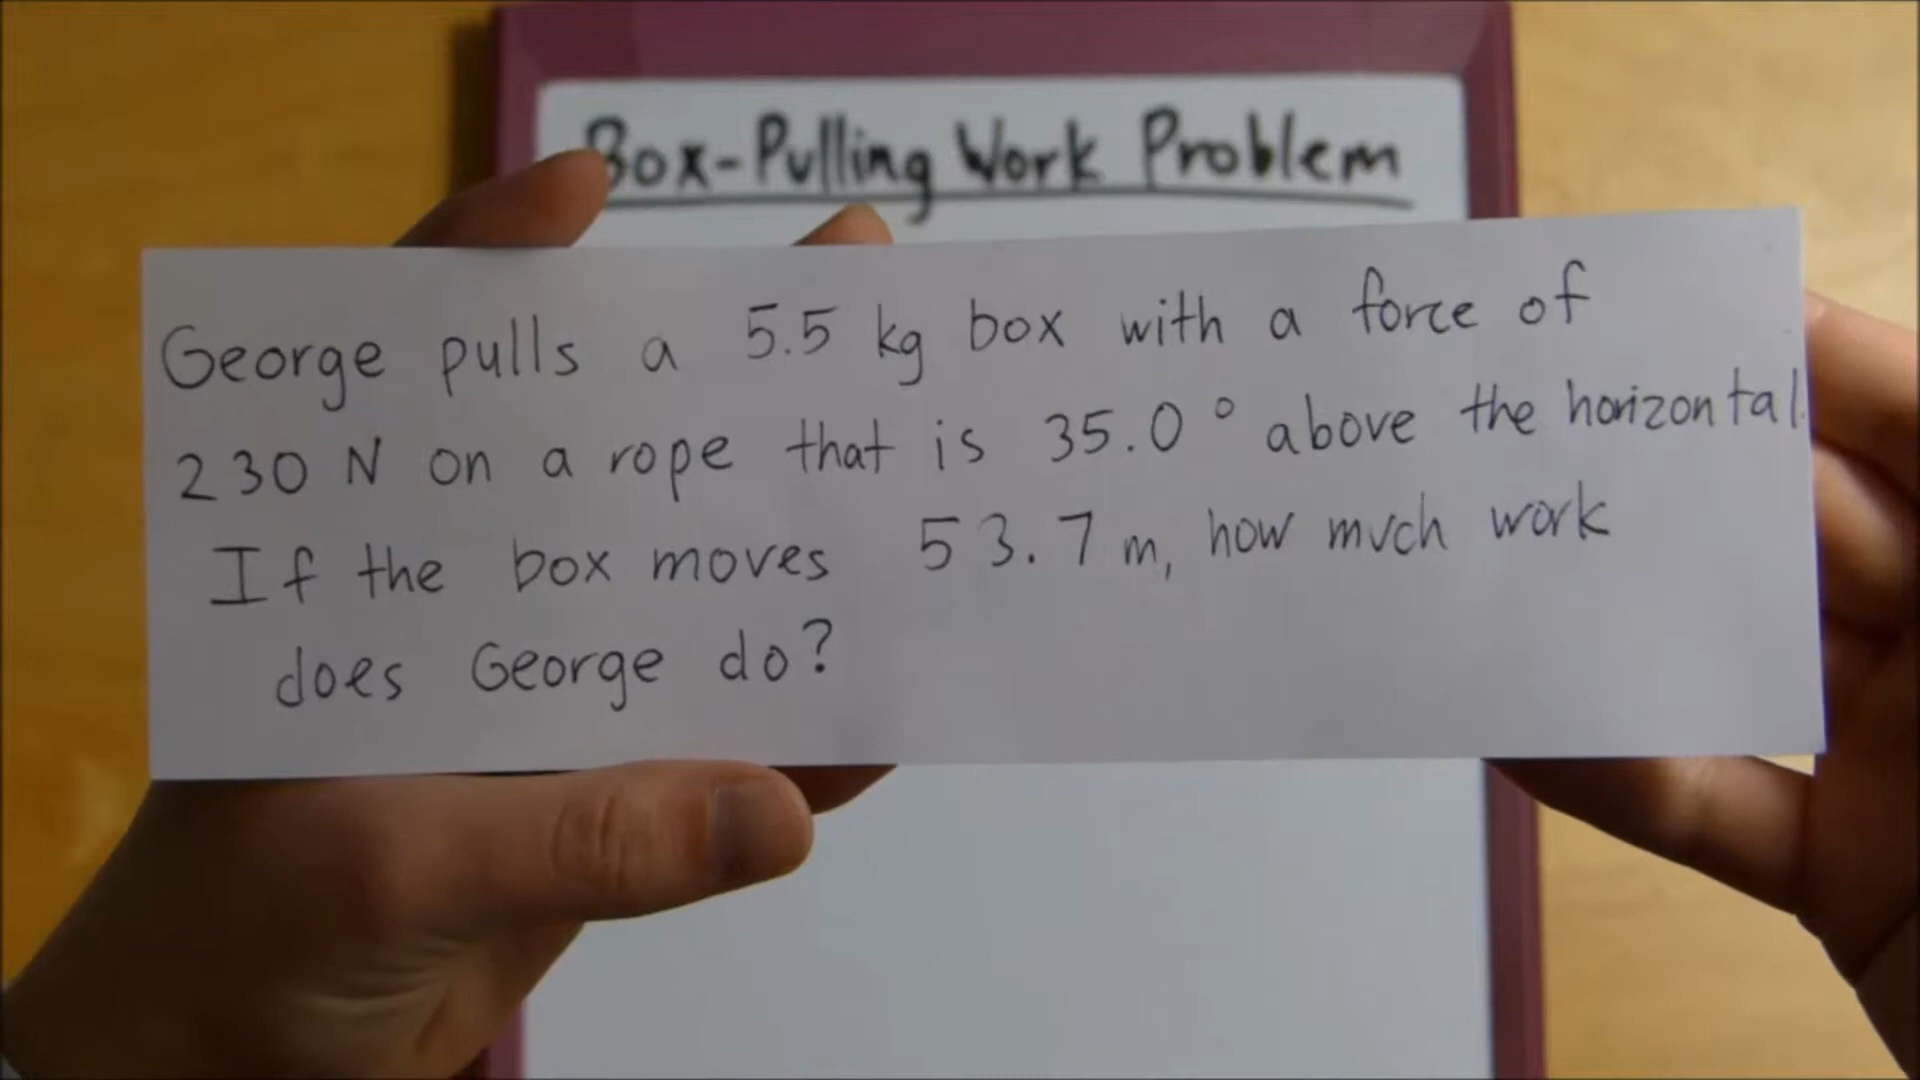 Box-Pulling Work Problem
George pulls a 5.5 kg box with a force of
230 N on a rope that is 35.0° above the horizontal.
If the box moves 53.7 m, how much work
does George do?